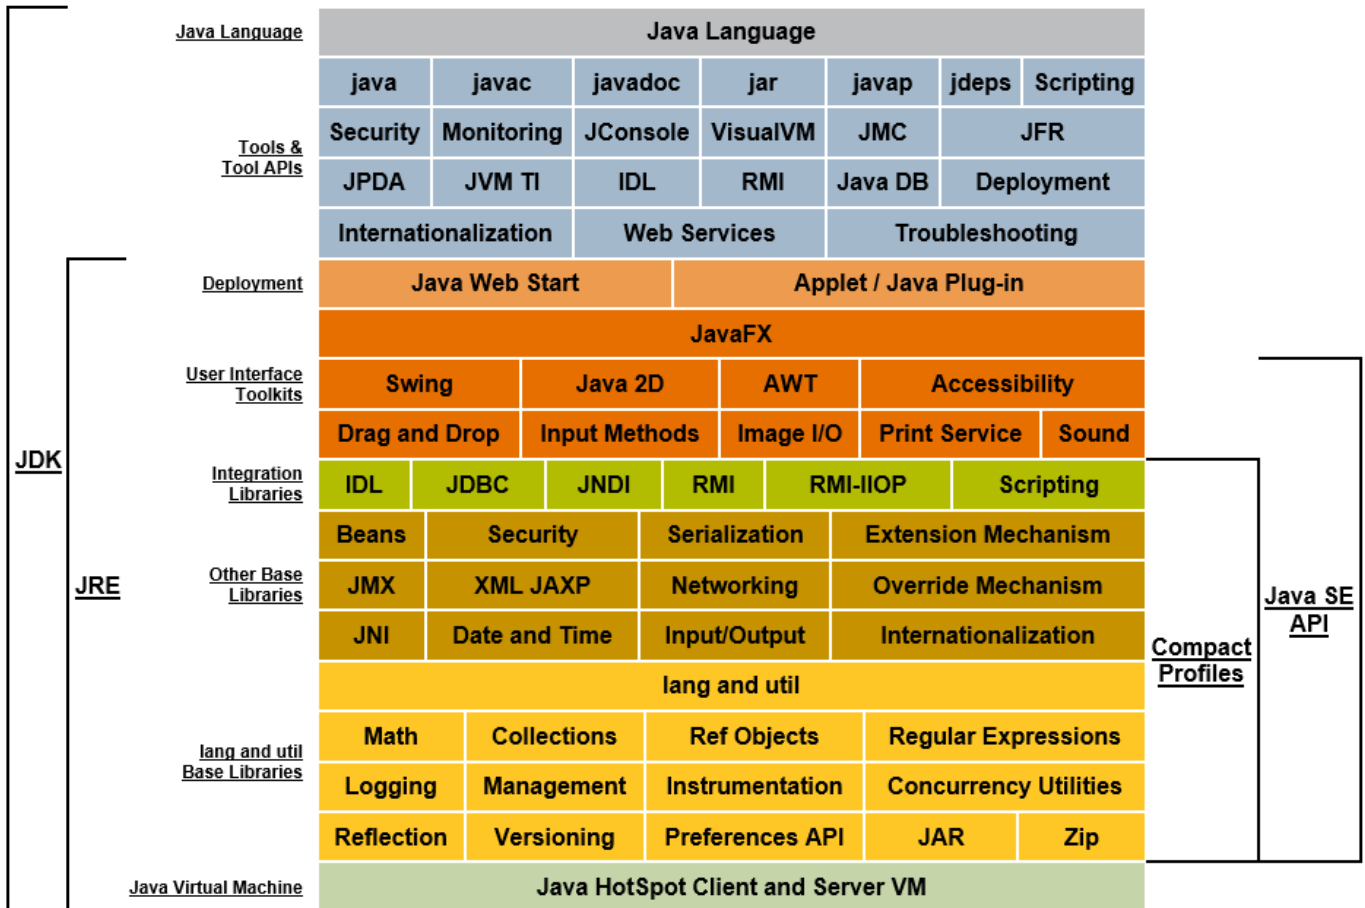 Java Language
Java Language
java javac javadoc jar javap jdeps Scripting
Tools &
Tool APIs
Security Monitoring JConsole VisualVM JMC JFR
JPDA JVM TI IDL RMI Java DB Deployment
Internationalization Web Services Troubleshooting
Deployment
Java Web Start Applet / Java Plug-in
JavaFX
User Interface
Toolkits
Swing Java 2D AWT Accessibility
Drag and Drop Input Methods Image I/O Print Service Sound
JDK
Integration
Libraries
IDL JDBC JNDI RMI RMI-IIOP Scripting
Beans Security Serialization Extension Mechanism
JRE
Other Base
Libraries
JMX XML JAXP Networking Override Mechanism
Java SE
API
JNI Date and Time Input/Output Internationalization
Compact
Profiles
lang and util
Math Collections Ref Objects Regular Expressions
lang and util
Base Libraries
Logging Management Instrumentation Concurrency Utilities
Reflection Versioning Preferences API JAR Zip
Java Virtual Machine
Java HotSpot Client and Server VM